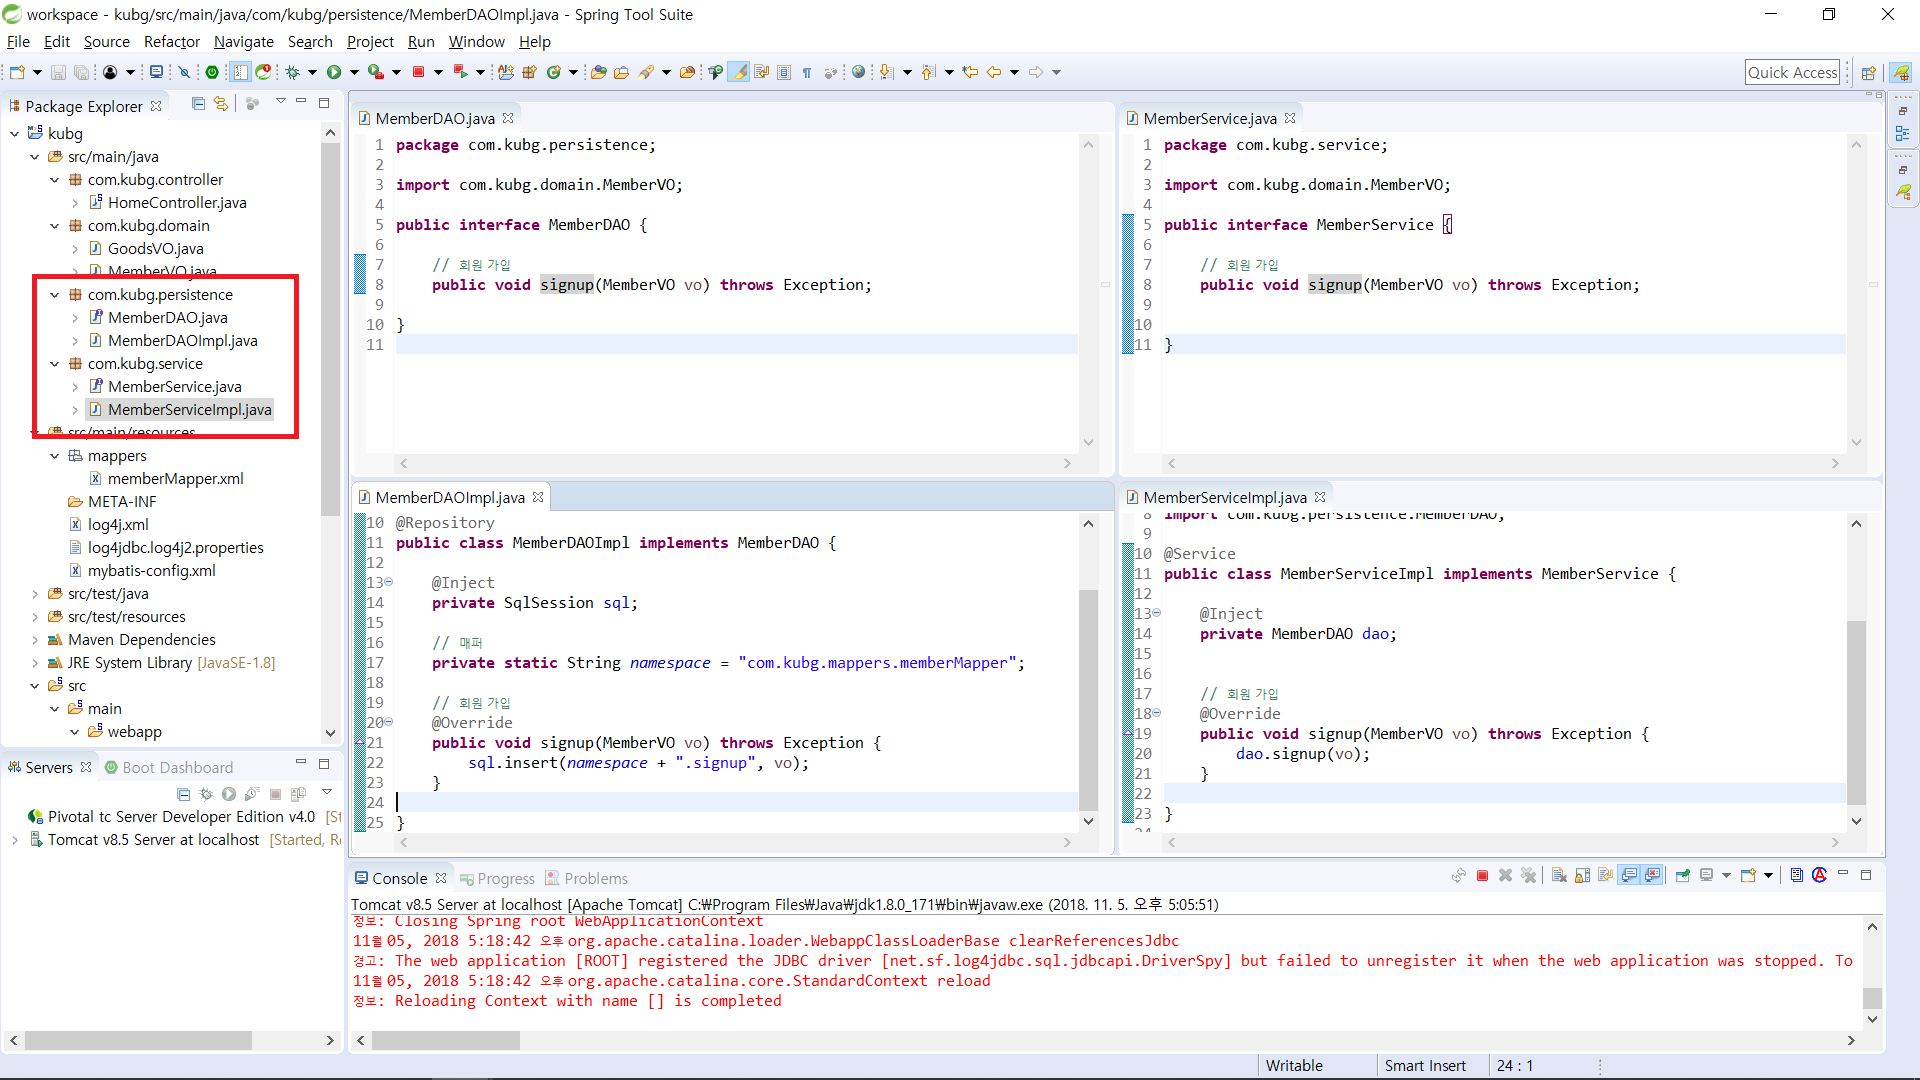 workspace - kubg/src/main/java/com/kubg/persistence/MemberDAOImpl.java - Spring Tool Suite
File Edit Source Refactor Navigate Search Project Run Window Help
Quick Access
Package Explorer
kubg
src/main/java
com.kubg.controller
HomeController.java
com.kubg.domain
GoodsVO.java
MemberVO.java
com.kubg.persistence
MemberDAO.java
MemberDAOImpl.java
com.kubg.service
MemberService.java
MemberServiceImpl.java
src/main/resources
mappers
memberMapper.xml
META-INF
log4j.xml
log4jdbc.log4j2.properties
mybatis-config.xml
src/test/java
src/test/resources
Maven Dependencies
JRE System Library [JavaSE-1.8]
src
main
webapp
Servers Boot Dashboard
Pivotal tc Server Developer Edition v4.0 [St
Tomcat v8.5 Server at localhost [Started, Re
MemberDAO.java
1 package com.kubg.persistence;
2
3 import com.kubg.domain.MemberVO;
4
5 public interface MemberDAO {
6
7 // 회원 가입
8 public void signup(MemberVO vo) throws Exception;
9
10 }
11
MemberService.java
1 package com.kubg.service;
2
3 import com.kubg.domain.MemberVO;
4
5 public interface MemberService {
6
7 // 회원 가입
8 public void signup(MemberVO vo) throws Exception;
9
10
11 }
MemberDAOImpl.java
10 @Repository
11 public class MemberDAOImpl implements MemberDAO {
12
13 @Inject
14 private SqlSession sql;
15
16 // 매퍼
17 private static String namespace = "com.kubg.mappers.memberMapper";
18
19 // 회원 가입
20 @Override
21 public void signup(MemberVO vo) throws Exception {
22 sql.insert(namespace + ".signup", vo);
23 }
24
25 }
MemberServiceImpl.java
8 import com.kubg.persistence.MemberDAO;
9
10 @Service
11 public class MemberServiceImpl implements MemberService {
12
13 @Inject
14 private MemberDAO dao;
15
16
17 // 회원 가입
18 @Override
19 public void signup(MemberVO vo) throws Exception {
20 dao.signup(vo);
21 }
22
23 }
24
Console Progress Problems
Tomcat v8.5 Server at localhost [Apache Tomcat] C:₩Program Files₩Java₩jdk1.8.0_171₩bin₩javaw.exe (2018. 11. 5. 오후 5:05:51)
정보: Closing Spring root WebApplicationContext
11월 05, 2018 5:18:42 오후 org.apache.catalina.loader.WebappClassLoaderBase clearReferencesJdbc
경고: The web application [ROOT] registered the JDBC driver [net.sf.log4jdbc.sql.jdbcapi.DriverSpy] but failed to unregister it when the web application was stopped. To
11월 05, 2018 5:18:42 오후 org.apache.catalina.core.StandardContext reload
정보: Reloading Context with name [] is completed
Writable Smart Insert 24 : 1